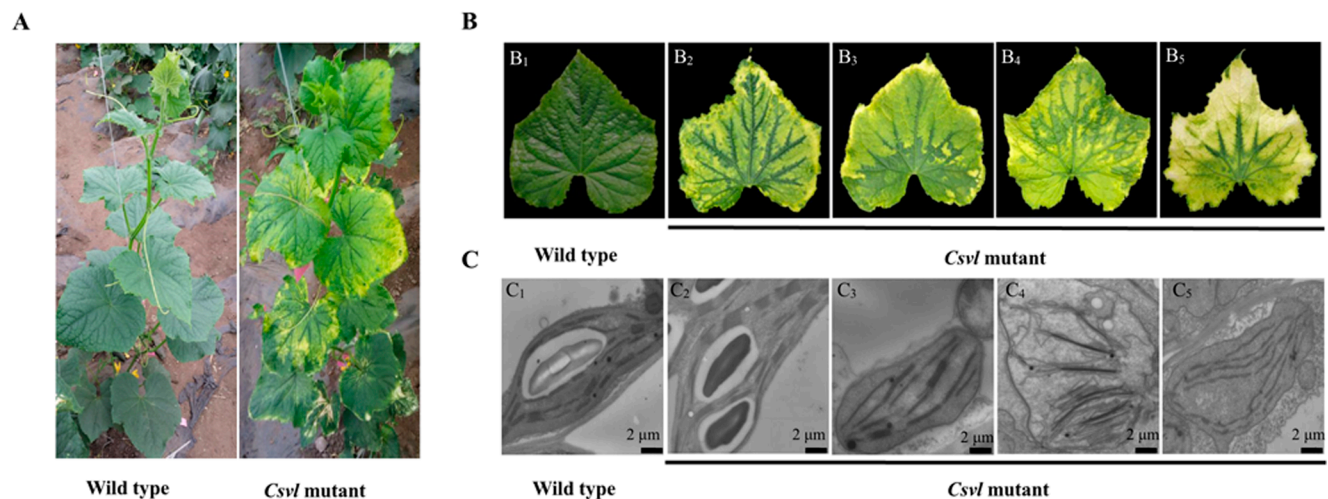 A
B
B1
B2
B3
B4
B5
Wild type
Csvl mutant
C
C1
C2
C3
C4
C5
2 μm
2 μm
2 μm
2 μm
2 μm
Wild type
Csvl mutant
Wild type
Csvl mutant